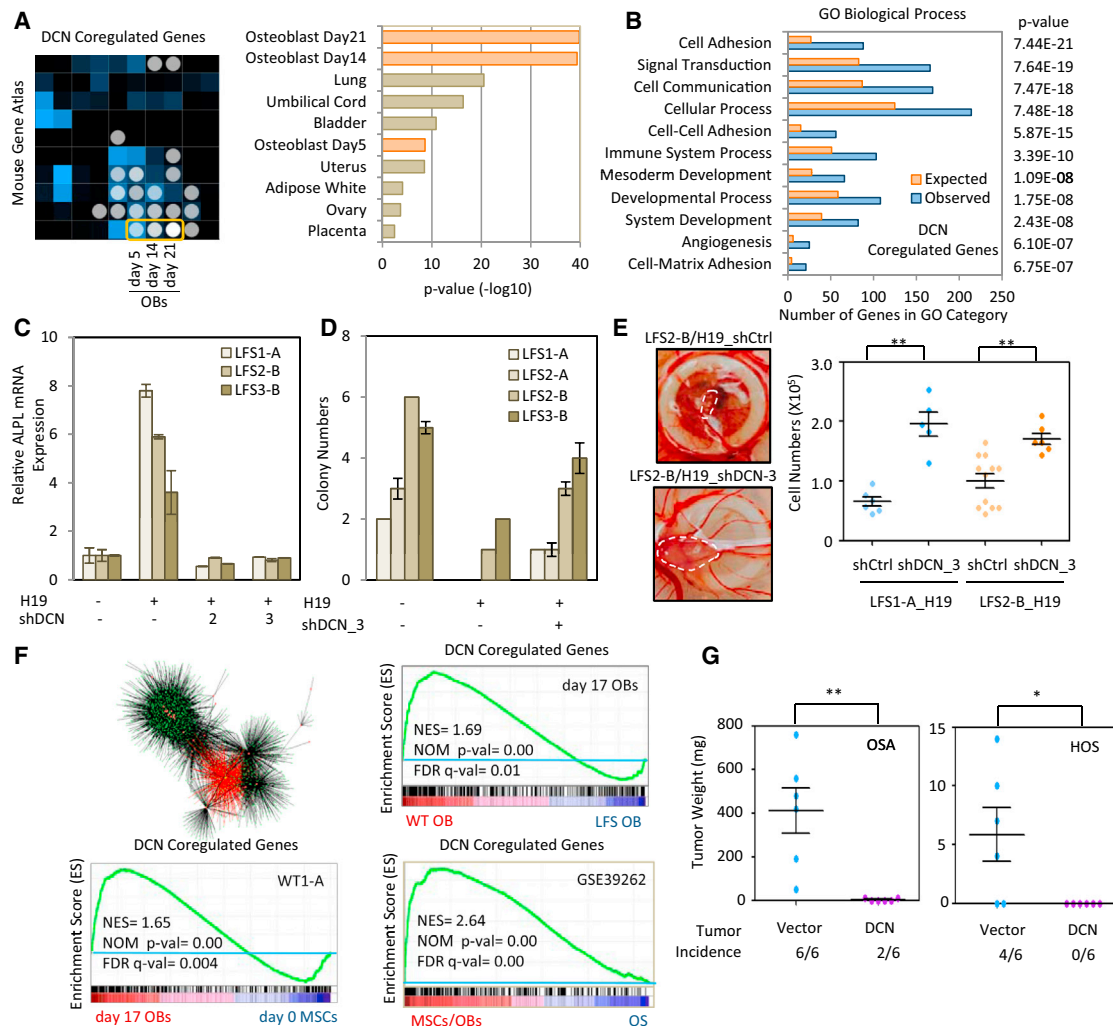 A
DCN Coregulated Genes
Mouse Gene Atlas
day 5
day 14
day 21
OBs
Osteoblast Day21
Osteoblast Day14
Lung
Umbilical Cord
Bladder
Osteoblast Day5
Uterus
Adipose White
Ovary
Placenta
0 10 20 30 40
p-value (-log10)
B
GO Biological Process
p-value
Cell Adhesion 7.44E-21
Signal Transduction 7.64E-19
Cell Communication 7.47E-18
Cellular Process 7.48E-18
Cell-Cell Adhesion 5.87E-15
Immune System Process 3.39E-10
Mesoderm Development 1.09E-08
Developmental Process 1.75E-08
System Development 2.43E-08
Angiogenesis 6.10E-07
Cell-Matrix Adhesion 6.75E-07
Expected
Observed
DCN
Coregulated Genes
0 50 100 150 200 250
Number of Genes in GO Category
C
Relative ALPL mRNA
Expression
10
8
6
4
2
0
LFS1-A
LFS2-B
LFS3-B
H19 - + + +
shDCN - - 2 3
D
Colony Numbers
8
6
4
2
0
LFS1-A
LFS2-A
LFS2-B
LFS3-B
H19 - + +
shDCN_3 - - +
E
LFS2-B/H19_shCtrl
LFS2-B/H19_shDCN-3
Cell Numbers (X10⁵)
3.0
2.0
1.0
0
** **
shCtrl shDCN_3 shCtrl shDCN_3
LFS1-A_H19 LFS2-B_H19
F
DCN Coregulated Genes
Enrichment Score (ES)
day 17 OBs
NES= 1.69
NOM p-val= 0.00
FDR q-val= 0.01
WT OB LFS OB
DCN Coregulated Genes
Enrichment Score (ES)
WT1-A
NES= 1.65
NOM p-val= 0.00
FDR q-val= 0.004
day 17 OBs day 0 MSCs
DCN Coregulated Genes
Enrichment Score (ES)
GSE39262
NES= 2.64
NOM p-val= 0.00
FDR q-val= 0.00
MSCs/OBs OS
G
Tumor Weight (mg)
800
600
400
200
0
**
OSA
15
10
5
0
*
HOS
Tumor
Incidence
Vector DCN Vector DCN
6/6 2/6 4/6 0/6